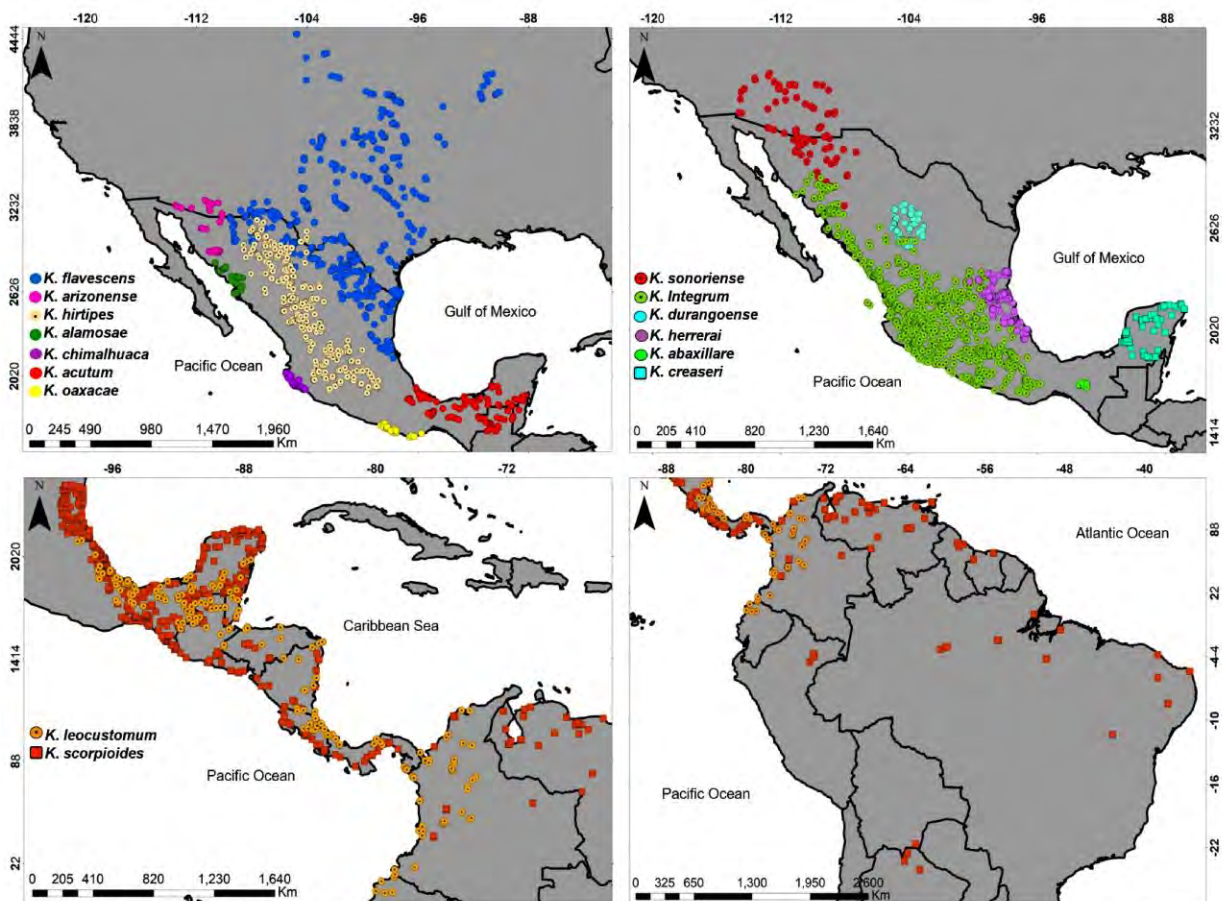 -120 -112 -104 -96 -88
4444
3838
3232
2626
2020
N
K. flavescens
K. arizonense
K. hirtipes
K. alamosae
K. chimalhuaca
K. acutum
K. oaxacae
Gulf of Mexico
Pacific Ocean
0 245 490 980 1,470 1,960
Km
-120 -112 -104 -96 -88
3232
2626
2020
1414
N
K. sonoriense
K. Integrum
K. durangoense
K. herrerai
K. abaxillare
K. creaseri
Gulf of Mexico
Pacific Ocean
0 205 410 820 1,230 1,640
Km
-96 -88 -80 -72
2020
1414
88
22
N
Caribbean Sea
K. leocustomum
K. scorpioides
Pacific Ocean
0 205 410 820 1,230 1,640
Km
-88 -80 -72 -64 -56 -48 -40
88
22
-4-4
-10
-16
-22
N
Atlantic Ocean
Pacific Ocean
0 325 650 1,300 1,950 2,600
Km